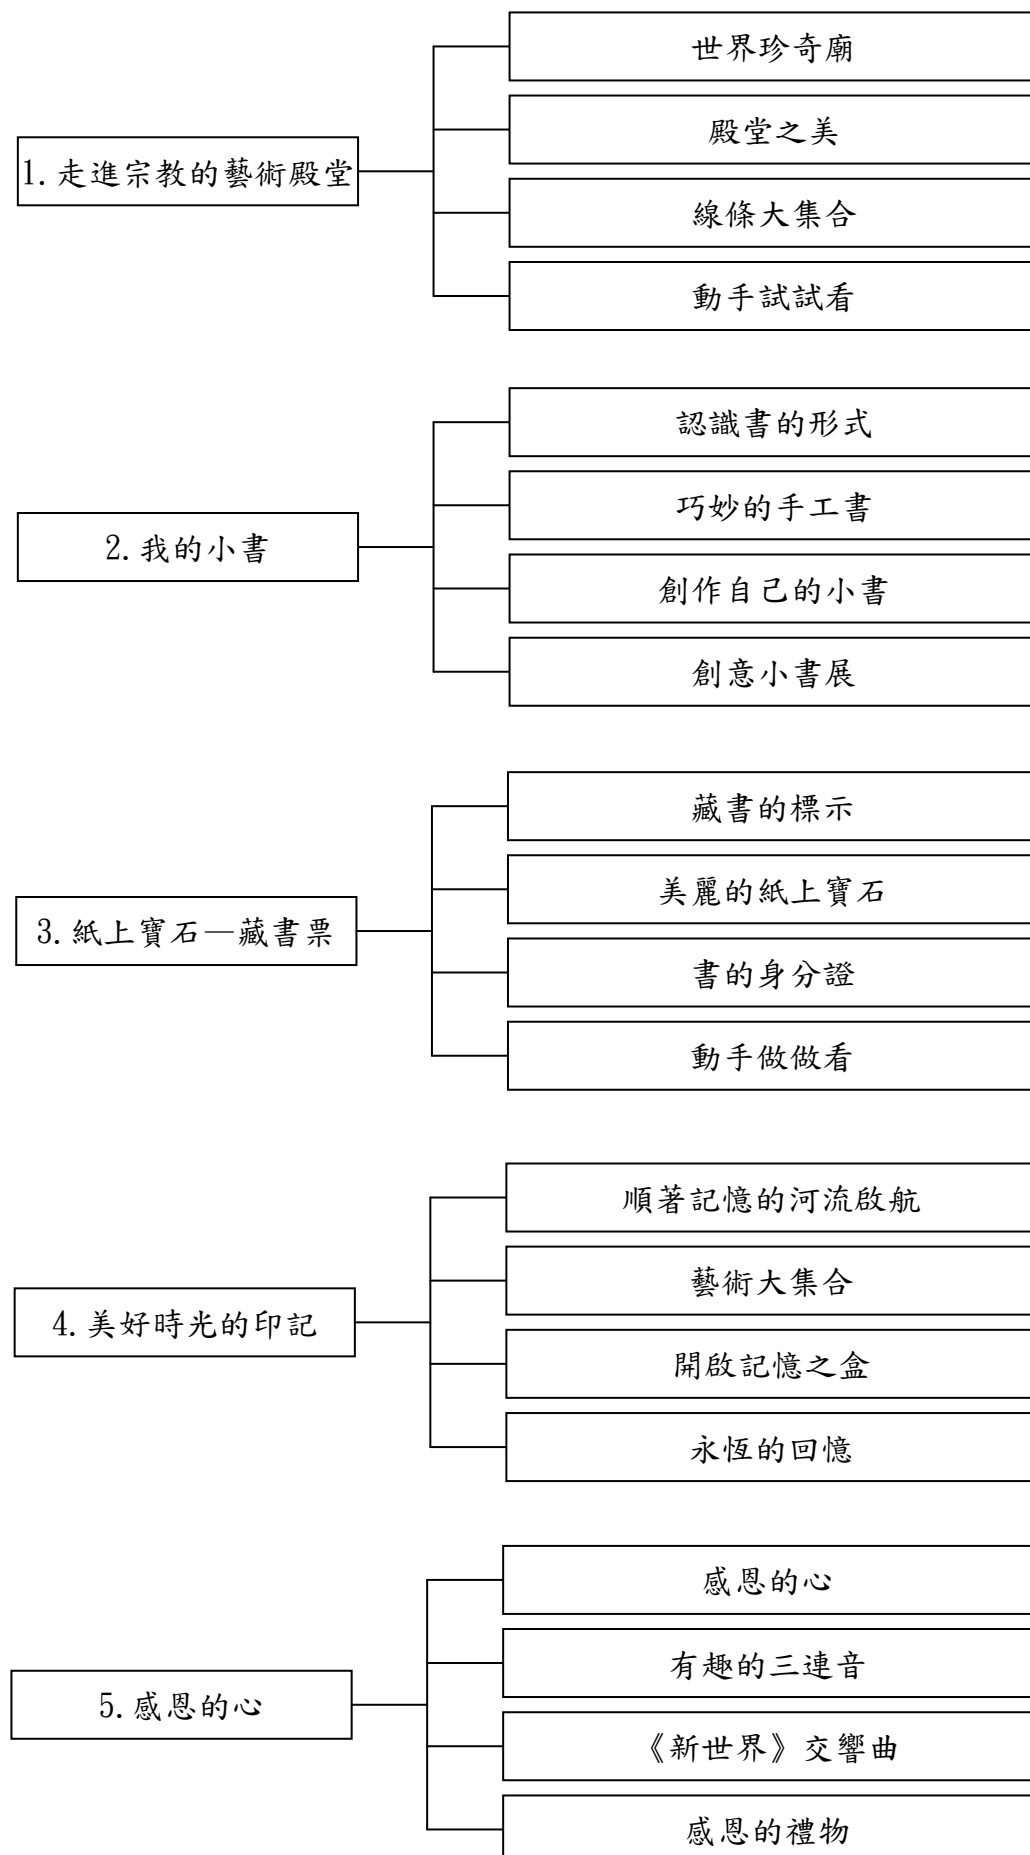 1.走進宗教的藝術殿堂
世界珍奇廟
殿堂之美
線條大集合
動手試試看
2.我的小書
認識書的形式
巧妙的手工書
創作自己的小書
創意小書展
3.紙上寶石—藏書票
藏書的標示
美麗的紙上寶石
書的身分證
動手做做看
4.美好時光的印記
順著記憶的河流啟航
藝術大集合
開啟記憶之盒
永恆的回憶
5.感恩的心
感恩的心
有趣的三連音
《新世界》交響曲
感恩的禮物